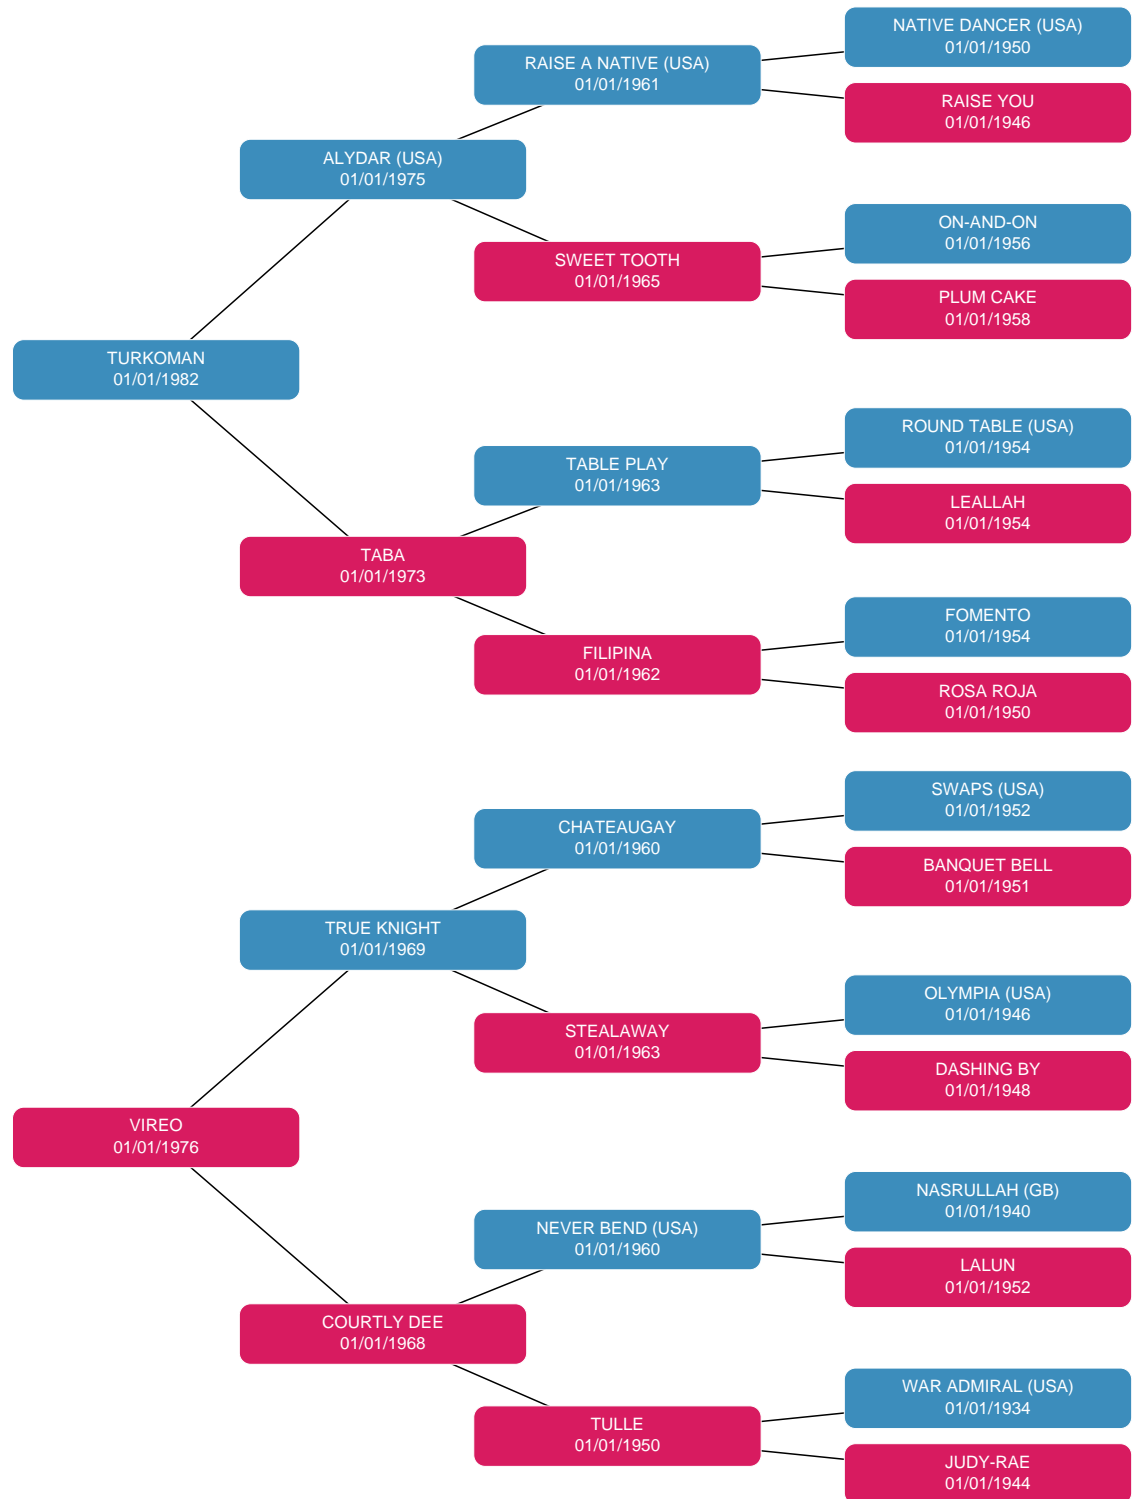 NATIVE DANCER (USA)
01/01/1950
RAISE A NATIVE (USA)
01/01/1961
RAISE YOU
01/01/1946
ALYDAR (USA)
01/01/1975
ON-AND-ON
01/01/1956
SWEET TOOTH
01/01/1965
PLUM CAKE
01/01/1958
TURKOMAN
01/01/1982
ROUND TABLE (USA)
01/01/1954
TABLE PLAY
01/01/1963
LEALLAH
01/01/1954
TABA
01/01/1973
FOMENTO
01/01/1954
FILIPINA
01/01/1962
ROSA ROJA
01/01/1950
SWAPS (USA)
01/01/1952
CHATEAUGAY
01/01/1960
BANQUET BELL
01/01/1951
TRUE KNIGHT
01/01/1969
OLYMPIA (USA)
01/01/1946
STEALAWAY
01/01/1963
DASHING BY
01/01/1948
VIREO
01/01/1976
NASRULLAH (GB)
01/01/1940
NEVER BEND (USA)
01/01/1960
LALUN
01/01/1952
COURTLY DEE
01/01/1968
WAR ADMIRAL (USA)
01/01/1934
TULLE
01/01/1950
JUDY-RAE
01/01/1944